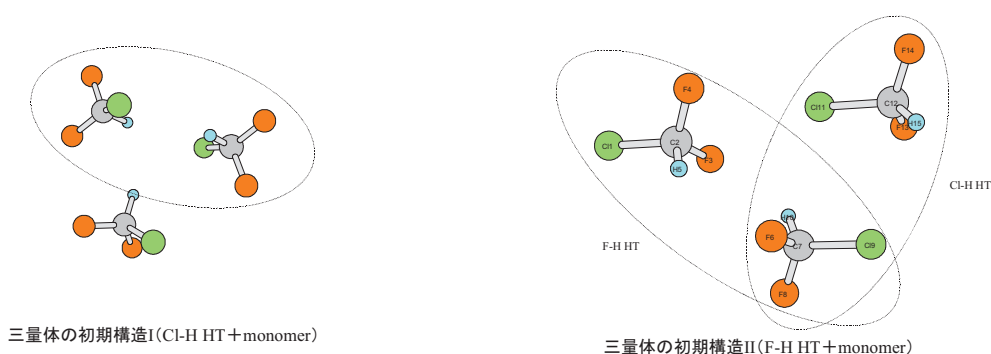 F14
Cl11
C12
F13
H15
F4
Cl1
C2
F3
H5
Cl-H HT
F6
C7
Cl9
F-H HT
F8
三量体の初期構造I(Cl-H HT＋monomer)
三量体の初期構造II(F-H HT＋monomer)